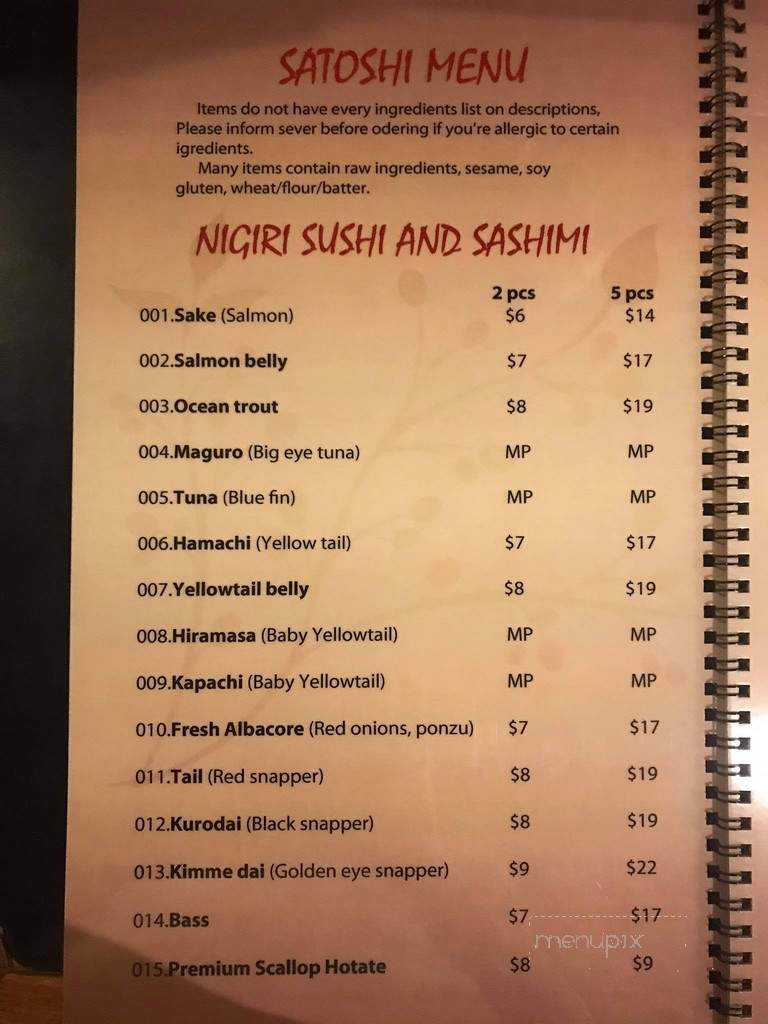 SATOSHI MENU
Items do not have every ingredients list on descriptions,
Please inform sever before odering if you're allergic to certain
igredients.
Many items contain raw ingredients, sesame, soy
gluten, wheat/flour/batter.
NIGIRI SUSHI AND SASHIMI
2 pcs 5 pcs
001.Sake (Salmon) $6 $14
002.Salmon belly $7 $17
003.Ocean trout $8 $19
004.Maguro (Big eye tuna) MP MP
005.Tuna (Blue fin) MP MP
006.Hamachi (Yellow tail) $7 $17
007.Yellowtail belly $8 $19
008.Hiramasa (Baby Yellowtail) MP MP
009.Kapachi (Baby Yellowtail) MP MP
010.Fresh Albacore (Red onions, ponzu) $7 $17
011.Tail (Red snapper) $8 $19
012.Kurodai (Black snapper) $8 $19
013.Kimme dai (Golden eye snapper) $9 $22
014.Bass $7 $17
menupix
015.Premium Scallop Hotate $8 $9